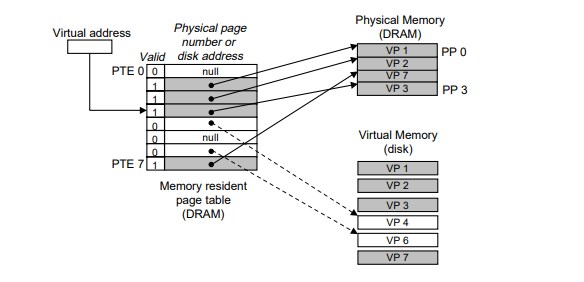 Virtual address
Physical page
number or
disk address
Valid
PTE 0
0
null
1
1
1
0
0
null
0
PTE 7
1
Memory resident
page table
(DRAM)
Physical Memory
(DRAM)
VP 1
PP 0
VP 2
VP 7
VP 3
PP 3
Virtual Memory
(disk)
VP 1
VP 2
VP 3
VP 4
VP 6
VP 7